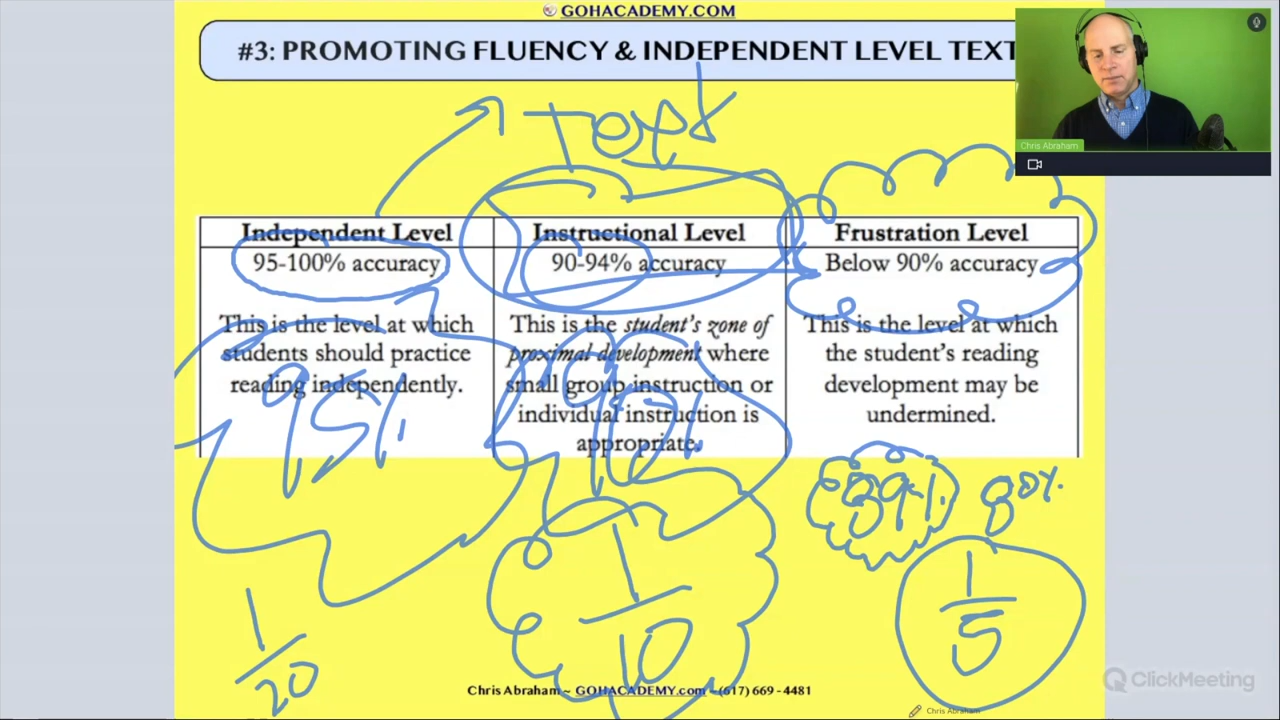 GOHACADEMY.COM
#3: PROMOTING FLUENCY & INDEPENDENT LEVEL TEXT
Text
Chris Abraham
Independent Level
95-100% accuracy
This is the level at which
students should practice
reading independently.
Instructional Level
90-94% accuracy
This is the student's zone of
proximal development where
small group instruction or
individual instruction is
appropriate.
Frustration Level
Below 90% accuracy
This is the level at which
the student's reading
development may be
undermined.
95%
90%
89%
80%
1/20
1/10
1/5
Chris Abraham ~ GOHACADEMY.com ~ (617) 669 - 4481
Chris Abraham
ClickMeeting